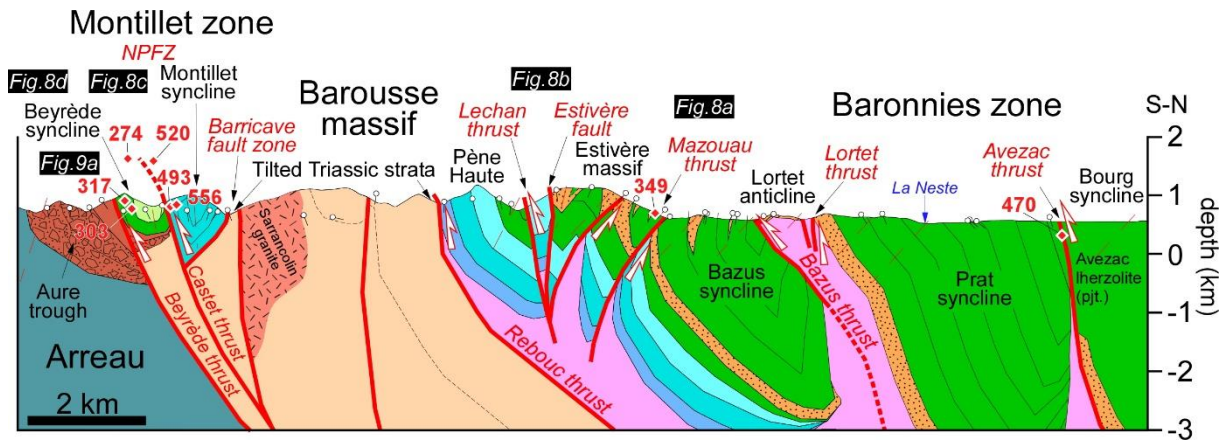 Montillet zone
NPFZ
Fig.8d
Fig.8c
Montillet
syncline
Beyrède
syncline
274
520
Barricave
fault zone
Fig.9a
317
493
556
303
Tilted Triassic strata
Barousse
massif
Sarrancolin
granite
Aure
trough
Arreau
2 km
Castet thrust
Beyrède thrust
Fig.8b
Lechan
thrust
Estivère
fault
Pène
Haute
Estivère
massif
349
Fig.8a
Mazouau
thrust
Rebouc thrust
Bazus
syncline
Baronnies zone
Lortet
anticline
Lortet
thrust
Bazus thrust
La Neste
Prat
syncline
Avezac
thrust
470
Bourg
syncline
Avezac
lherzolite
(pjt.)
S-N
2
1
0
-1
-2
-3
depth (km)